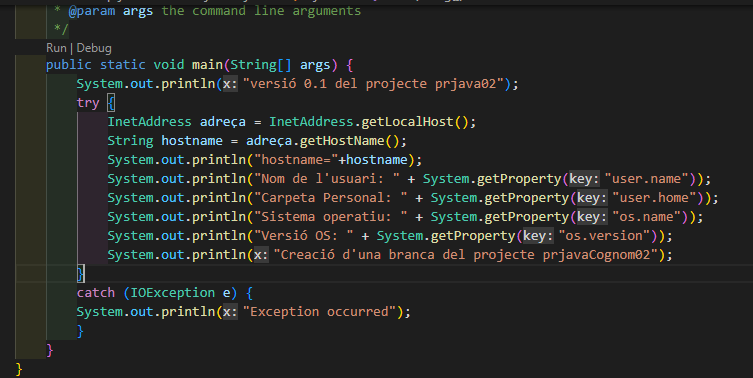 * @param args the command line arguments
*/
Run | Debug
public static void main(String[] args) {
System.out.println(x: "versió 0.1 del projecte prjava02");
try {
InetAddress adreça = InetAddress.getLocalHost();
String hostname = adreça.getHostName();
System.out.println("hostname="+hostname);
System.out.println("Nom de l'usuari: " + System.getProperty(key: "user.name"));
System.out.println("Carpeta Personal: " + System.getProperty(key: "user.home"));
System.out.println("Sistema operatiu: " + System.getProperty(key: "os.name"));
System.out.println("Versió OS: " + System.getProperty(key: "os.version"));
System.out.println(x: "Creació d'una branca del projecte prjavaCognom02");
}
catch (IOException e) {
System.out.println(x: "Exception occurred");
}
}
}